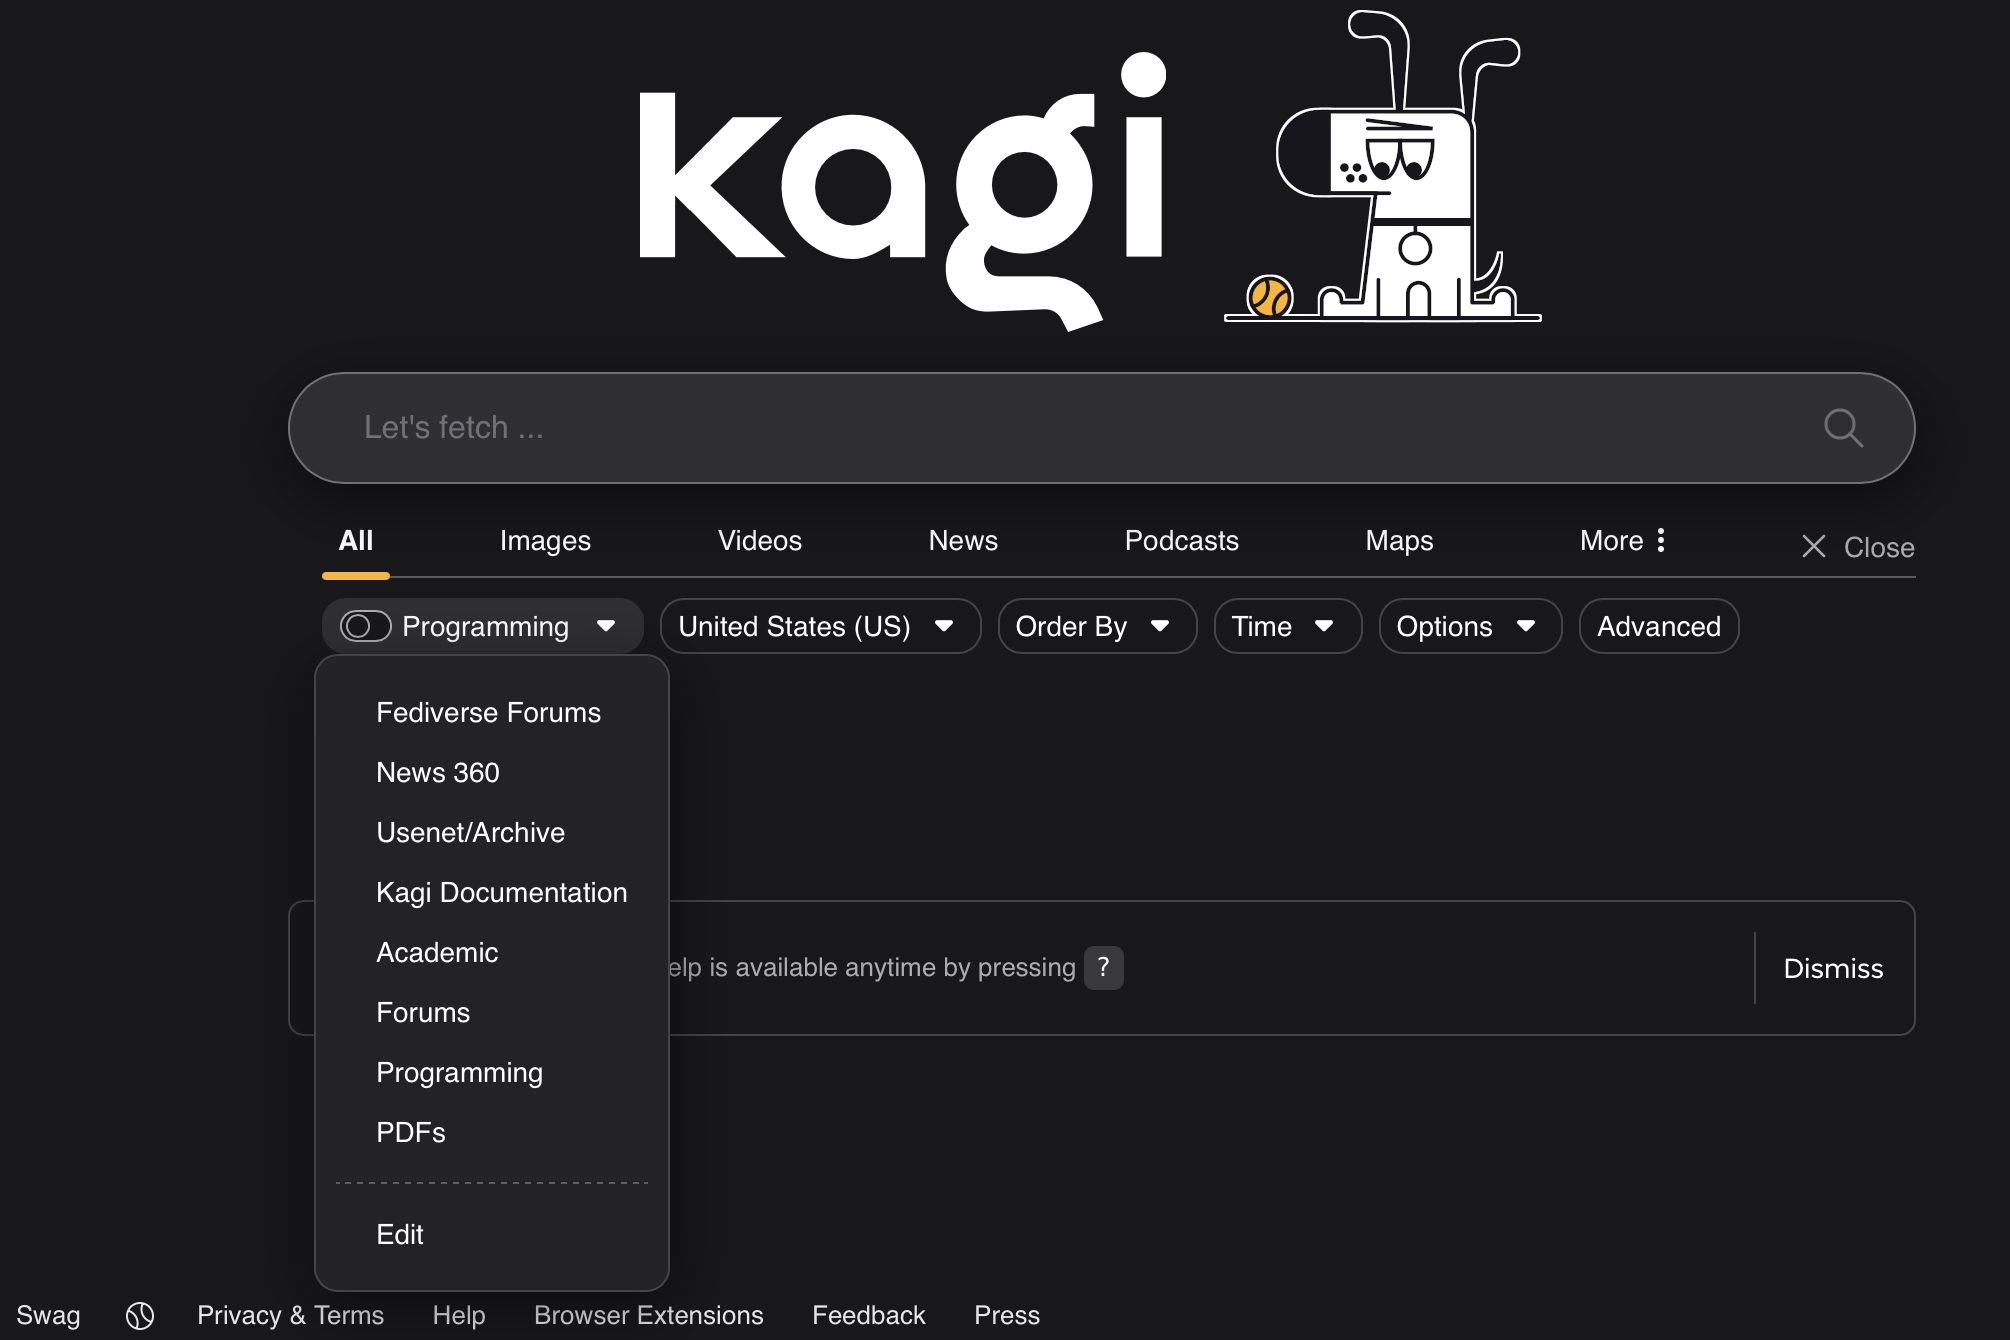 kagi
Let's fetch ...
All Images Videos News Podcasts Maps More Close
Programming United States (US) Order By Time Options Advanced
Fediverse Forums
News 360
Usenet/Archive
Kagi Documentation
Academic
elp is available anytime by pressing ? Dismiss
Forums
Programming
PDFs
Edit
Swag Privacy & Terms Help Browser Extensions Feedback Press